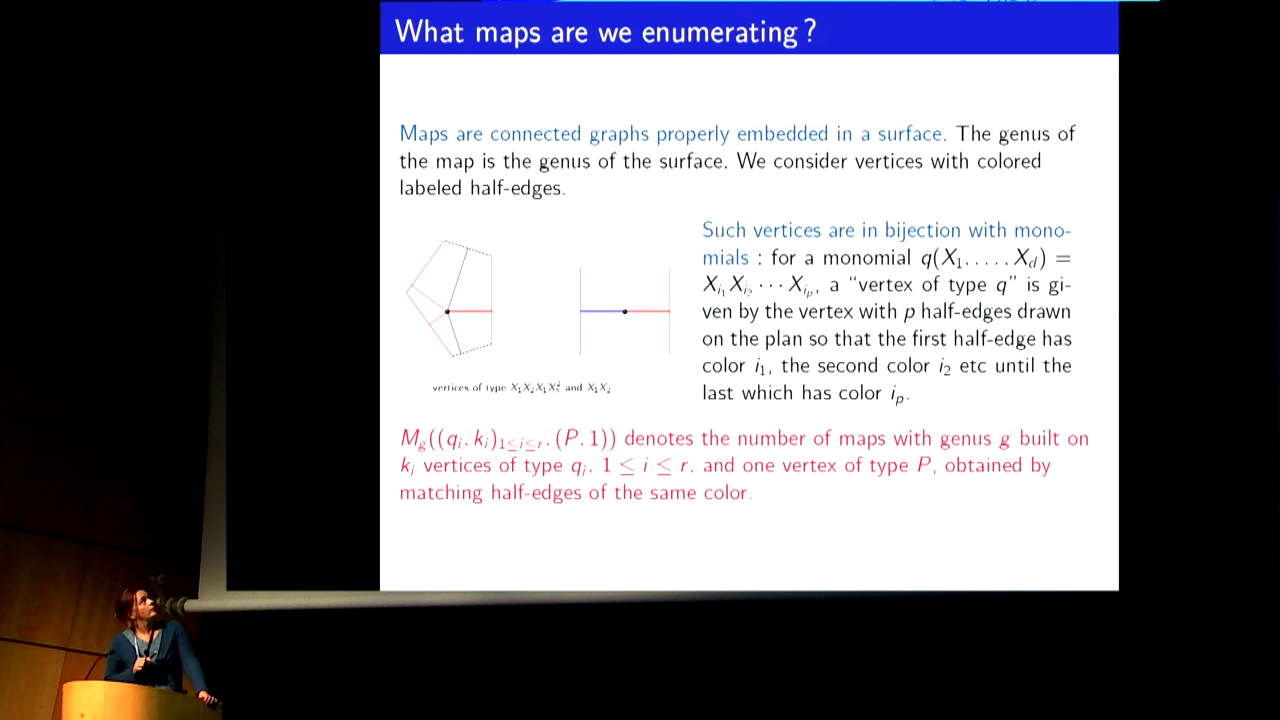 What maps are we enumerating ?
Maps are connected graphs properly embedded in a surface. The genus of
the map is the genus of the surface. We consider vertices with colored
labeled half-edges.
Such vertices are in bijection with mono-
mials : for a monomial q(X₁, . . . , X_d) =
X_{i₁}X_{i₂} · · · X_{i_p}, a “vertex of type q” is gi-
ven by the vertex with p half-edges drawn
on the plan so that the first half-edge has
color i₁, the second color i₂ etc until the
last which has color i_p.
vertices of type X₁X₂X₁X₂² and X₁X₂
M_g((q_i, k_i)_{1≤i≤r}, (P, 1)) denotes the number of maps with genus g built on
k_i vertices of type q_i, 1 ≤ i ≤ r, and one vertex of type P, obtained by
matching half-edges of the same color.